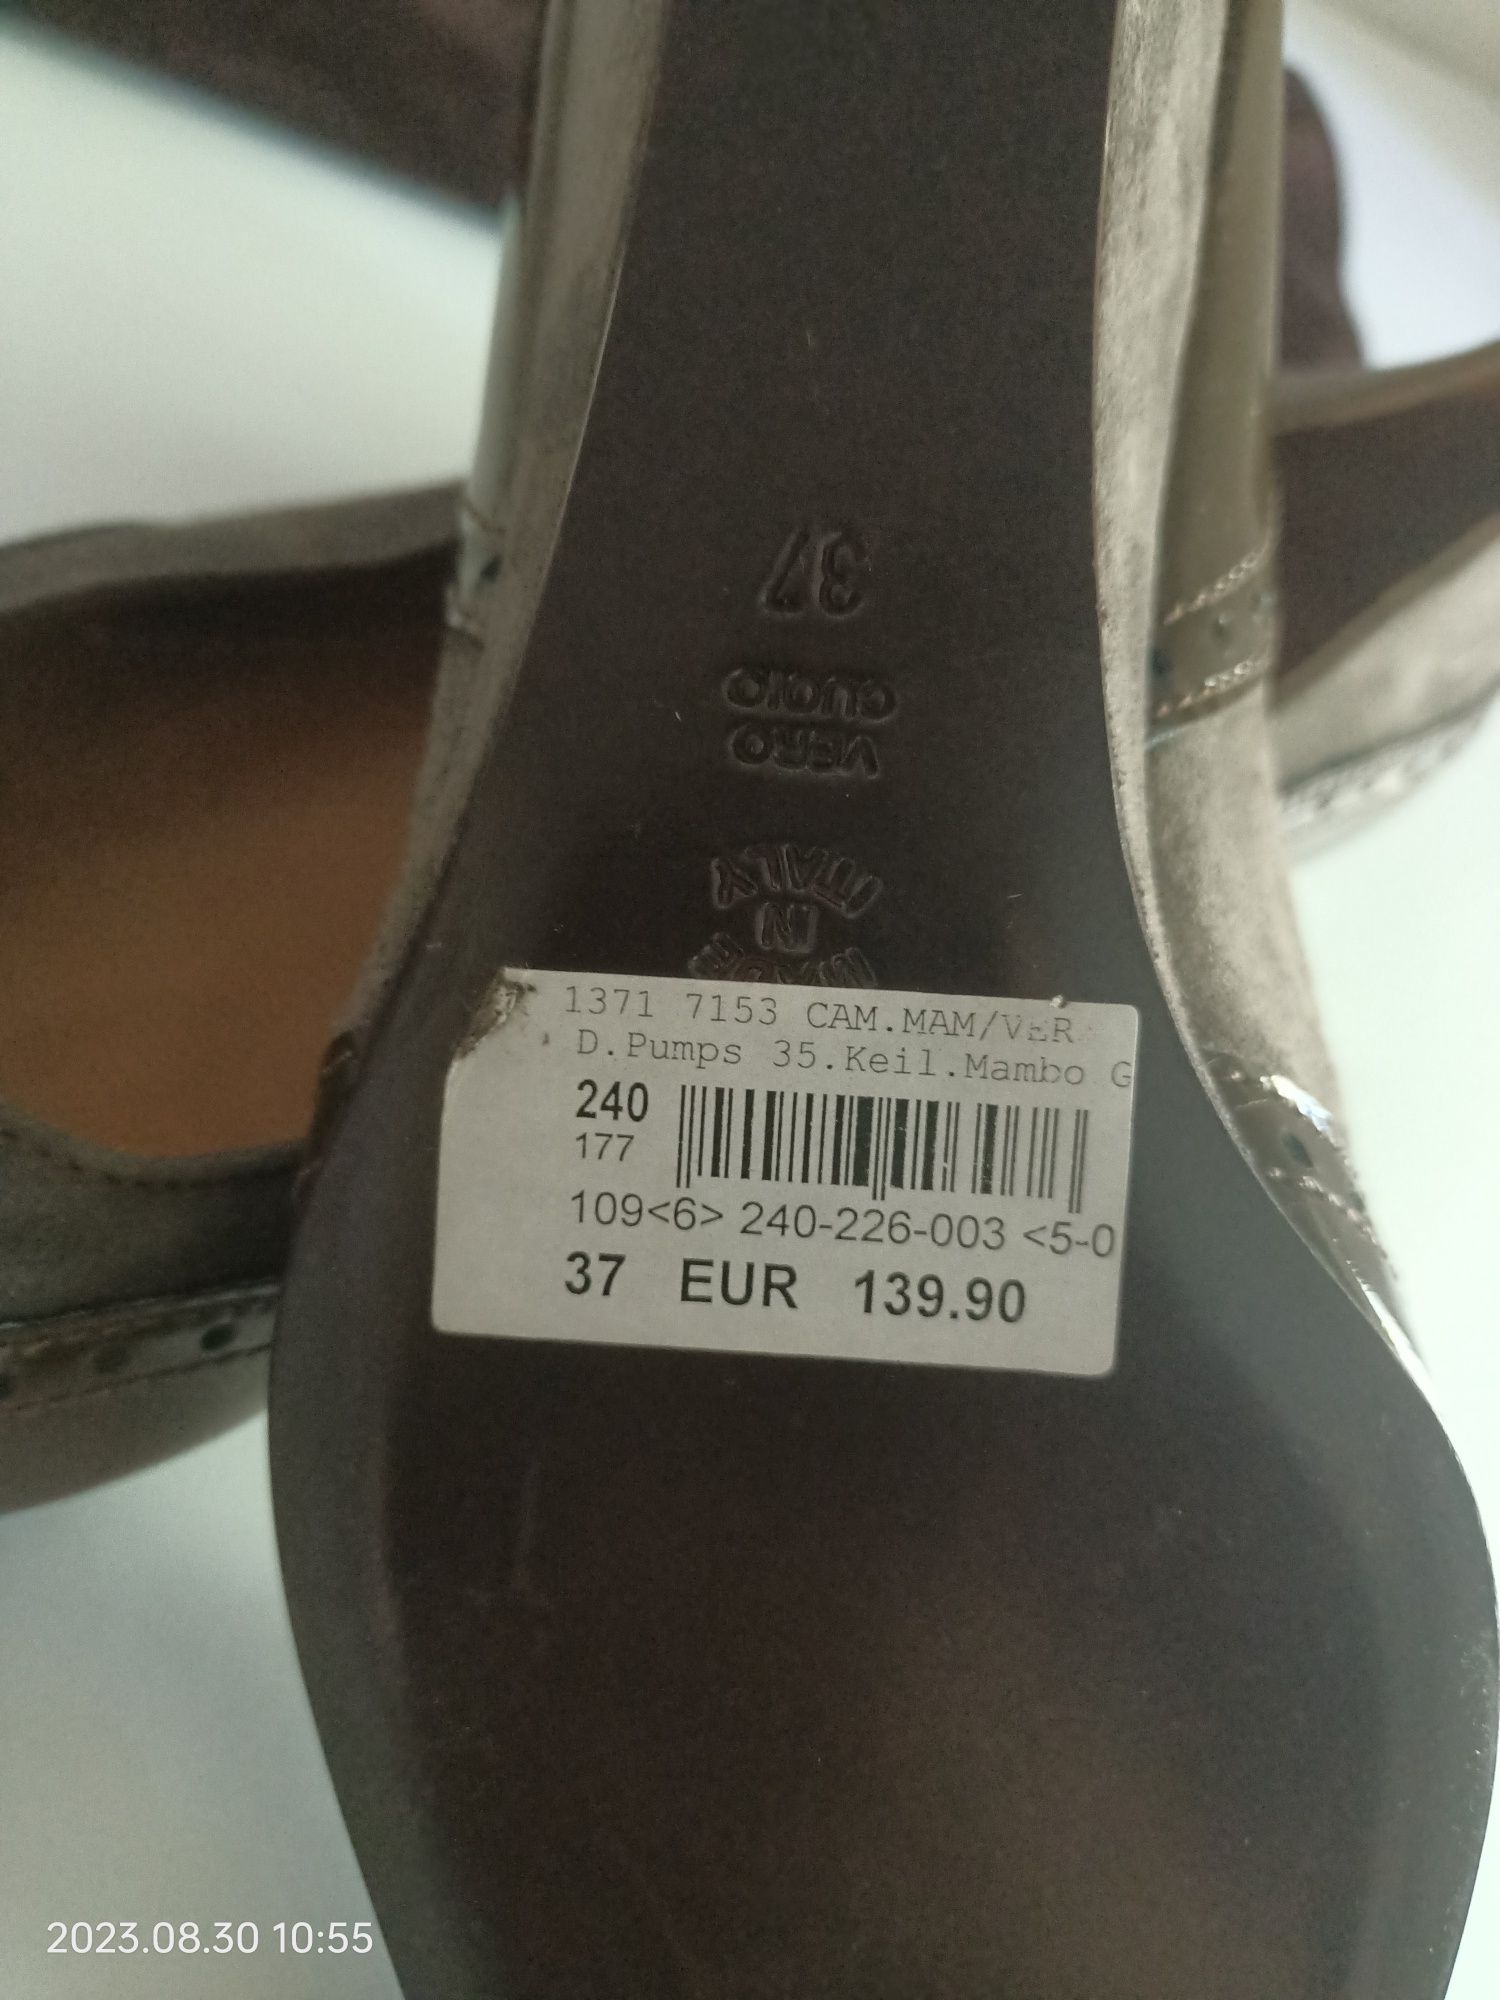 37
CUOIO
VERO
ITALY
IN
MADE
1371 7153 CAM.MAM/VER
D.Pumps 35.Keil.Mambo G
240
177
109<6> 240-226-003 <5-0
37 EUR 139.90
2023.08.30 10:55